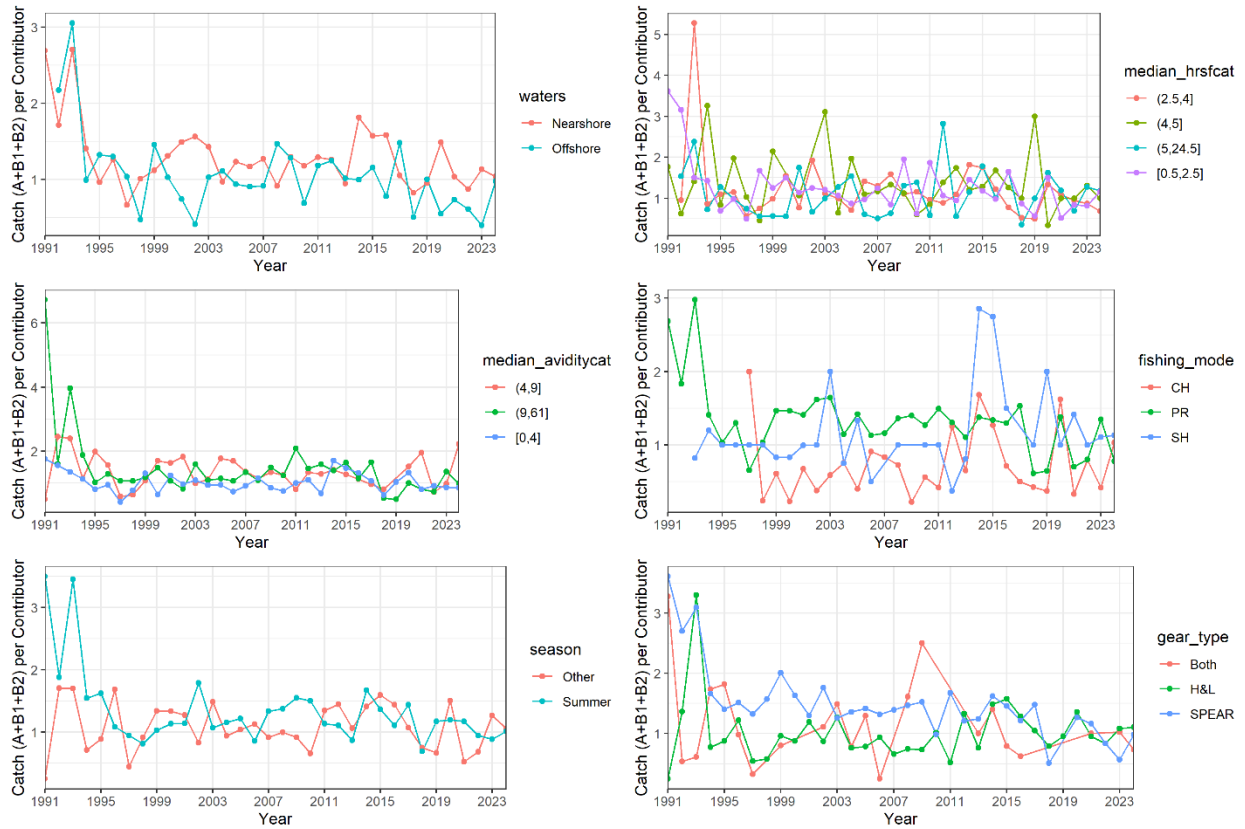 Catch (A+B1+B2) per Contributor
3
2
1
1991 1995 1999 2003 2007 2011 2015 2019 2023
Year
waters
Nearshore
Offshore
Catch (A+B1+B2) per Contributor
5
4
3
2
1
1991 1995 1999 2003 2007 2011 2015 2019 2023
Year
median_hrsfcat
(2.5,4]
(4,5]
(5,24.5]
[0.5,2.5]
Catch (A+B1+B2) per Contributor
6
4
2
1991 1995 1999 2003 2007 2011 2015 2019 2023
Year
median_aviditycat
(4,9]
(9,61]
[0,4]
Catch (A+B1+B2) per Contributor
3
2
1
1991 1995 1999 2003 2007 2011 2015 2019 2023
Year
fishing_mode
CH
PR
SH
Catch (A+B1+B2) per Contributor
3
2
1
1991 1995 1999 2003 2007 2011 2015 2019 2023
Year
season
Other
Summer
Catch (A+B1+B2) per Contributor
3
2
1
1991 1995 1999 2003 2007 2011 2015 2019 2023
Year
gear_type
Both
H&L
SPEAR